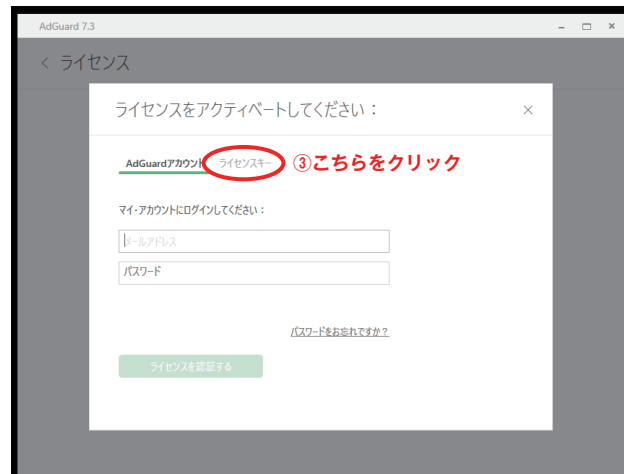 AdGuard 7.3
ライセンス
ライセンスをアクティベートしてください：
AdGuardアカウント ライセンスキー ③こちらをクリック
マイ・アカウントにログインしてください：
メールアドレス
パスワード
パスワードをお忘れですか？
ライセンスを認証する